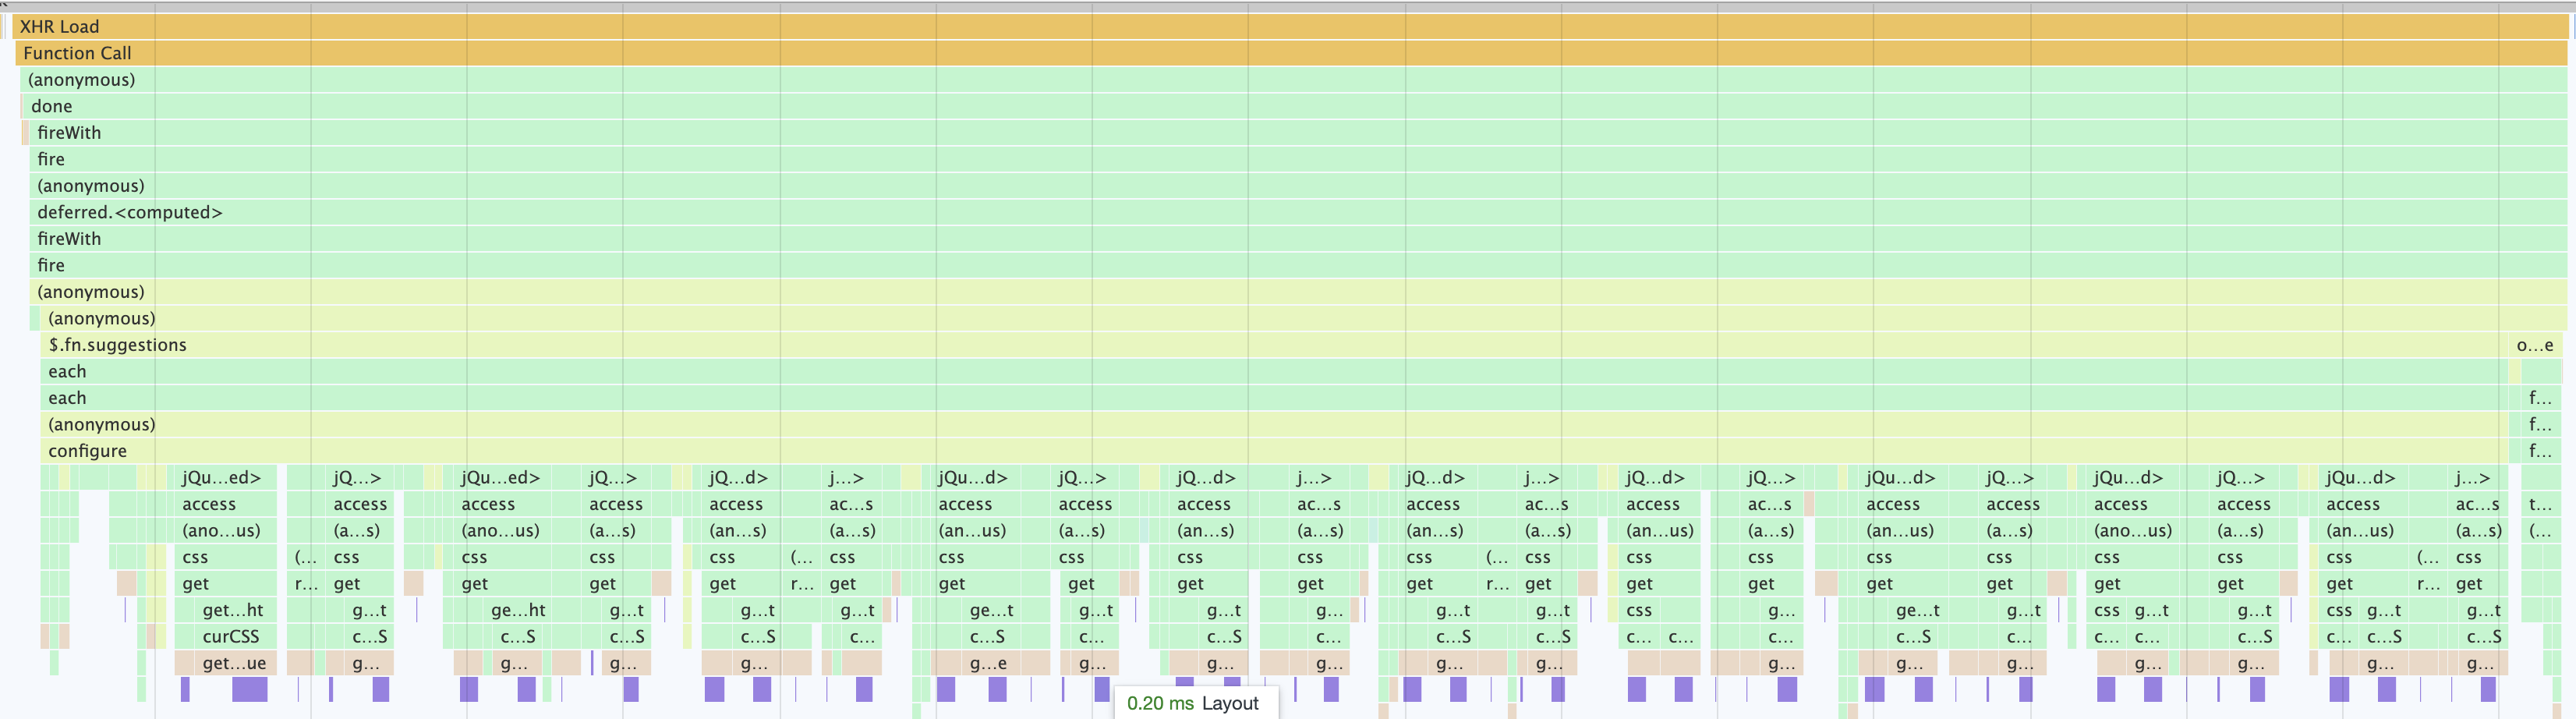 XHR Load
Function Call
(anonymous)
done
fireWith
fire
(anonymous)
deferred.<computed>
fireWith
fire
(anonymous)
(anonymous)
$.fn.suggestions o...e
each
each f...
(anonymous) f...
configure f...
jQu...ed> jQ...> jQu...ed> jQ...> jQ...d> j...> jQu...d> jQ...> jQ...d> j...> jQ...d> j...> jQ...d> jQ...> jQu...d> jQ...> jQu...d> jQ...> jQu...d> j...>
access access access access access ac...s access access access ac...s access ac...s access ac...s access access access access access ac...s t...
(ano...us) (a...s) (ano...us) (a...s) (an...s) (a...s) (an...us) (a...s) (an...s) (a...s) (an...s) (a...s) (an...us) (a...s) (an...us) (a...s) (ano...us) (a...s) (an...us) (a...s) (...
css (... css css css css (... css css css css css css (... css css css css css css css css (... css
get r... get get get get r... get get get get get get r... get get get get get get get get r... get
get...ht g...t ge...ht g...t g...t g...t ge...t g...t g...t g... g...t g...t css g... ge...t g...t css g...t g...t css g...t g...t
curCSS c...S c...S c...S c...S c... c...S c... c...S c... c...S c...S c... c... c... c...S c...S c... c... c...S c... c...S c...S
get...ue g... g... g... g... g...e g... g... g... g... g... g... g... g... g... g... g... g...
0.20 ms Layout